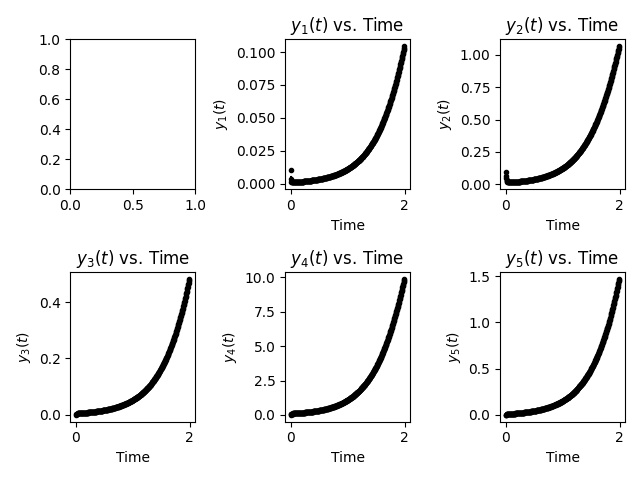 1.0
0.8
0.6
0.4
0.2
0.0
0.0 0.5 1.0
y₁(t) vs. Time
0.100
0.075
0.050
0.025
0.000
y₁(t)
0 2
Time
y₂(t) vs. Time
1.00
0.75
0.50
0.25
0.00
y₂(t)
0 2
Time
y₃(t) vs. Time
0.4
0.2
0.0
y₃(t)
0 2
Time
y₄(t) vs. Time
10.0
7.5
5.0
2.5
0.0
y₄(t)
0 2
Time
y₅(t) vs. Time
1.5
1.0
0.5
0.0
y₅(t)
0 2
Time